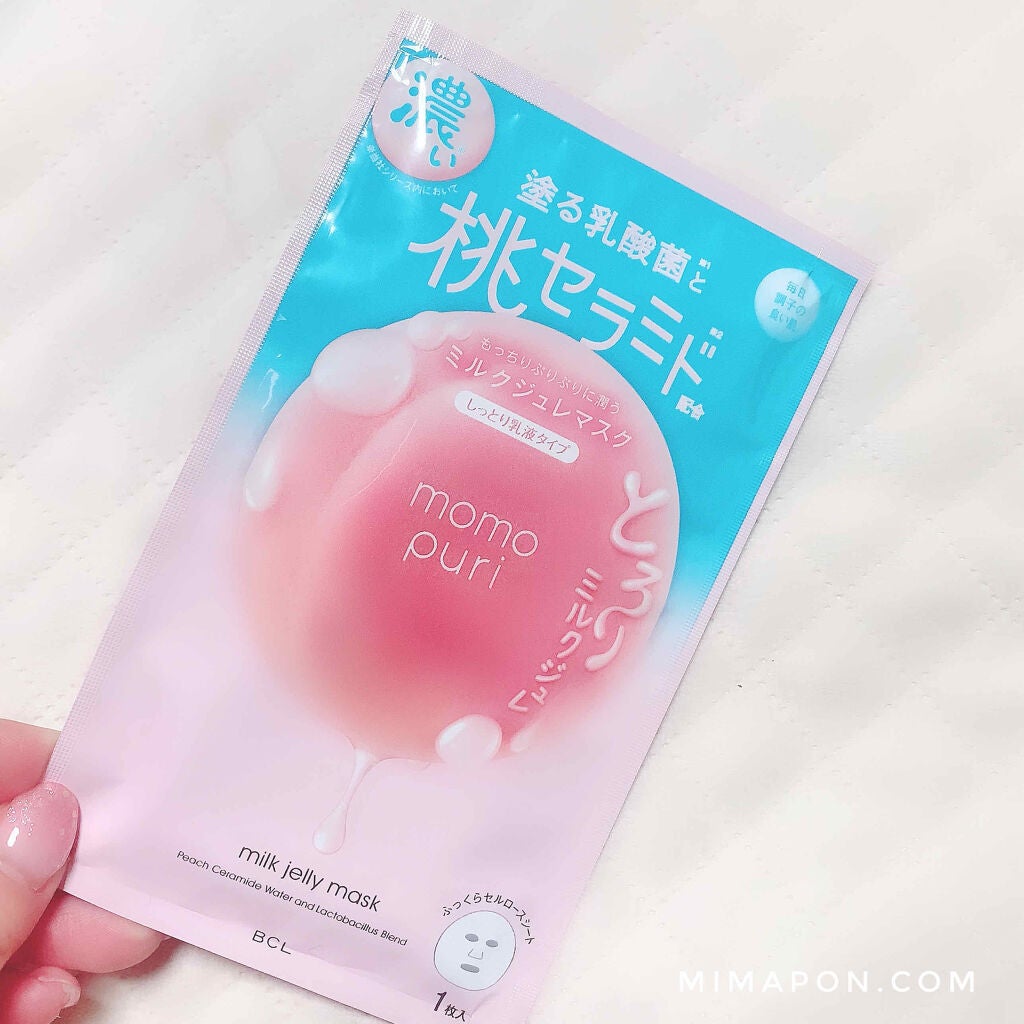 濃い
※当社シリーズ内において
塗る乳酸菌※1と
桃セラミド※2
配合
毎日
調子の
良い肌
もっちりぷりぷりに潤う
ミルクジュレマスク
しっとり乳液タイプ
momo
puri
とろ〜り
ミルクジュレ
milk jelly mask
Peach Ceramide Water and Lactobacillus Blend
BCL
ふっくらセルロースシート
1枚入
MIMAPON.COM